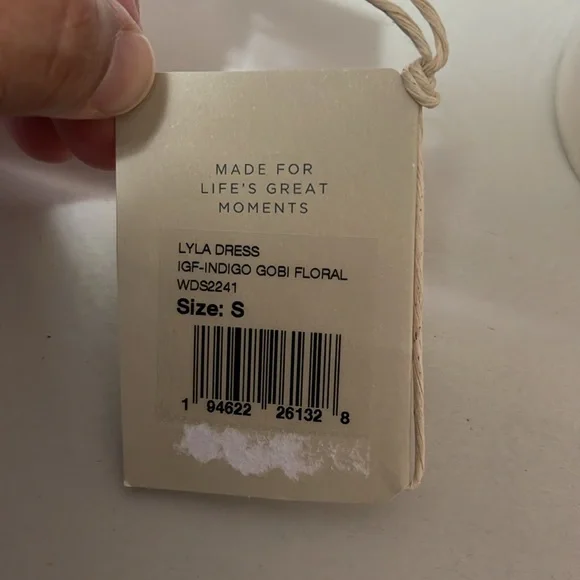 MADE FOR
LIFE'S GREAT
MOMENTS
LYLA DRESS
IGF-INDIGO GOBI FLORAL
WDS2241
Size: S
1 94622 26132 8